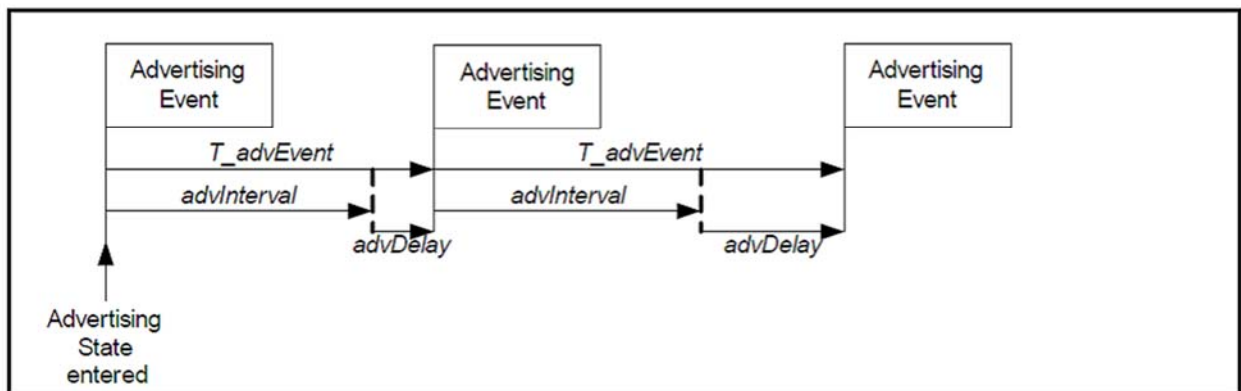 Advertising
Event
Advertising
Event
Advertising
Event
T_advEvent
T_advEvent
advInterval
advInterval
advDelay
advDelay
Advertising
State
entered